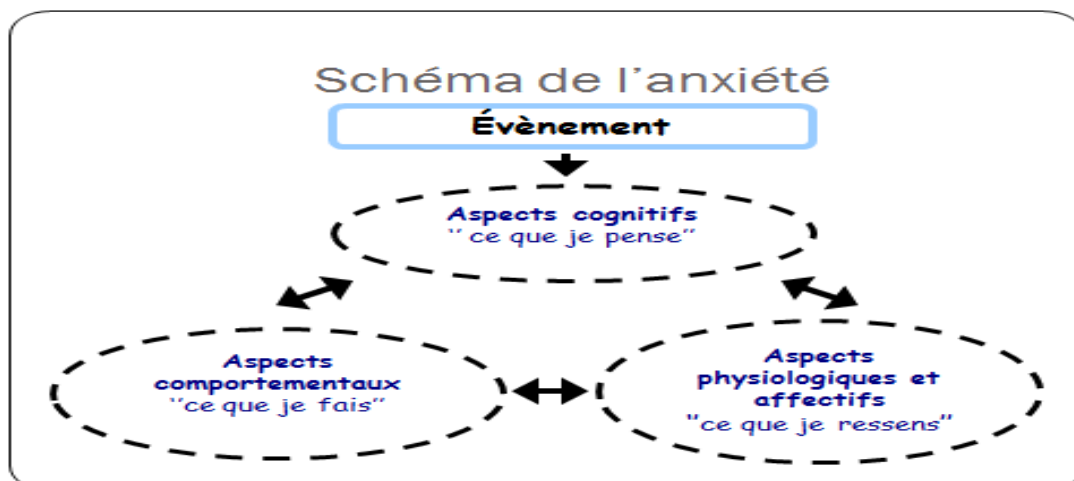 Schéma de l'anxiété
Évènement
Aspects cognitifs
" ce que je pense"
Aspects
comportementaux
"ce que je fais"
Aspects
physiologiques et
affectifs
"ce que je ressens"